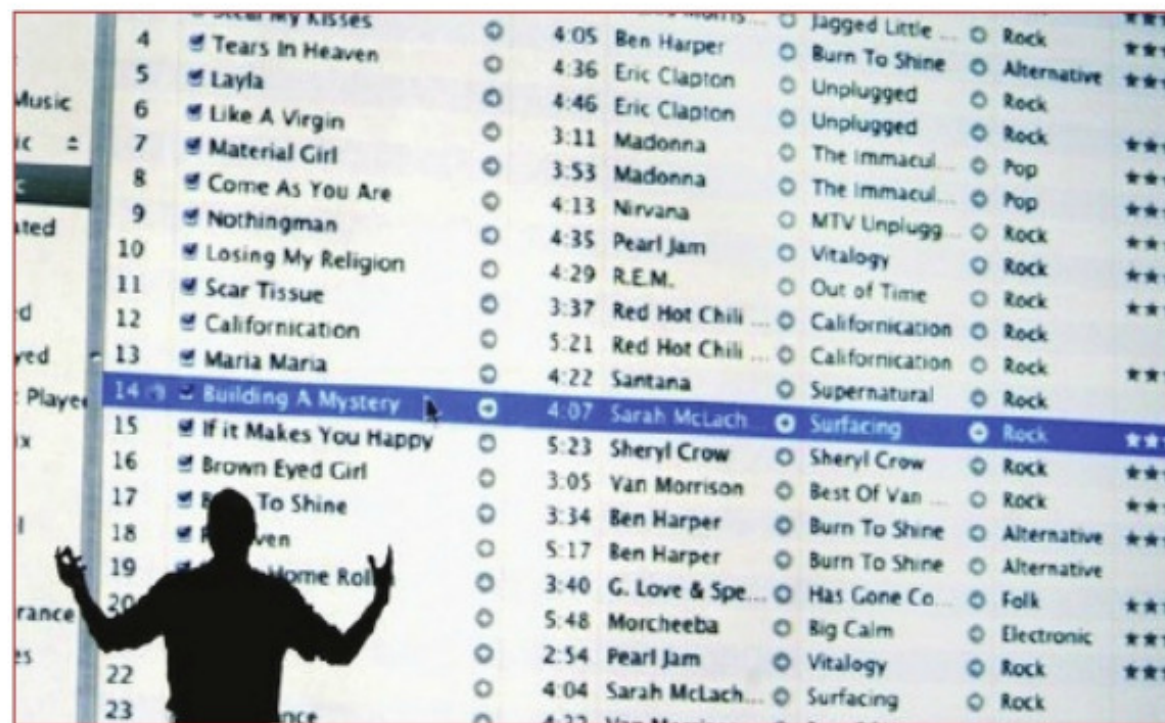 Jagged Little ... Rock
Steal My Kisses 4:05 Ben Harper Burn To Shine Alternative
4 Tears In Heaven 4:36 Eric Clapton Unplugged Rock
5 Layla 4:46 Eric Clapton Unplugged Rock
Music 6 Like A Virgin 3:11 Madonna The Immacul... Pop
7 Material Girl 3:53 Madonna The Immacul... Pop
8 Come As You Are 4:13 Nirvana MTV Unplugg... Rock
ated 9 Nothingman 4:35 Pearl Jam Vitalogy Rock
10 Losing My Religion 4:29 R.E.M. Out of Time Rock
11 Scar Tissue 3:37 Red Hot Chili ... Californication Rock
12 Californication 5:21 Red Hot Chili ... Californication Rock
yed 13 Maria Maria 4:22 Santana Supernatural Rock
Played 14 Building A Mystery 4:07 Sarah McLach Surfacing Rock
15 If it Makes You Happy 5:23 Sheryl Crow Sheryl Crow Rock
16 Brown Eyed Girl 3:05 Van Morrison Best Of Van ... Rock
17 To Shine 3:34 Ben Harper Burn To Shine Alternative
18 ven 5:17 Ben Harper Burn To Shine Alternative
19 Home Roll 3:40 G. Love & Spe... Has Gone Co... Folk
rance 20 5:48 Morcheeba Big Calm Electronic
es 2:54 Pearl Jam Vitalogy Rock
22 4:04 Sarah McLach... Surfacing Rock
23 nce